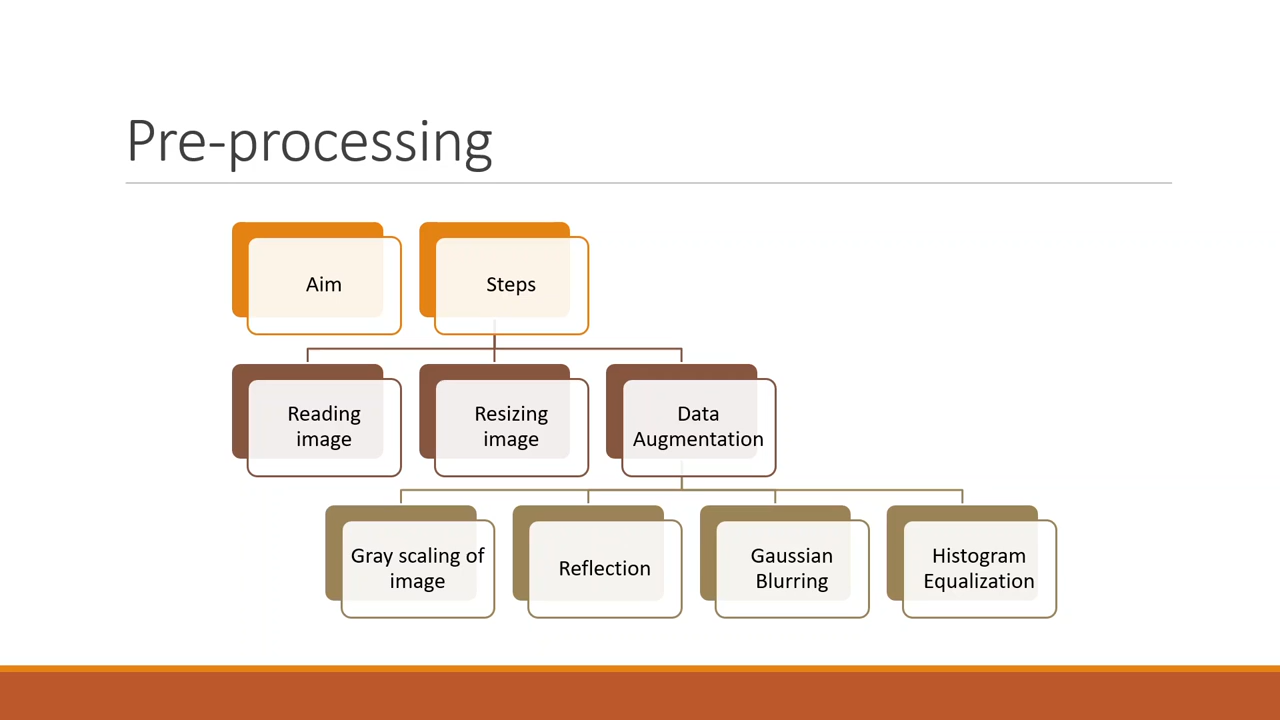 Pre-processing
Aim
Steps
Reading
image
Resizing
image
Data
Augmentation
Gray scaling of
image
Reflection
Gaussian
Blurring
Histogram
Equalization